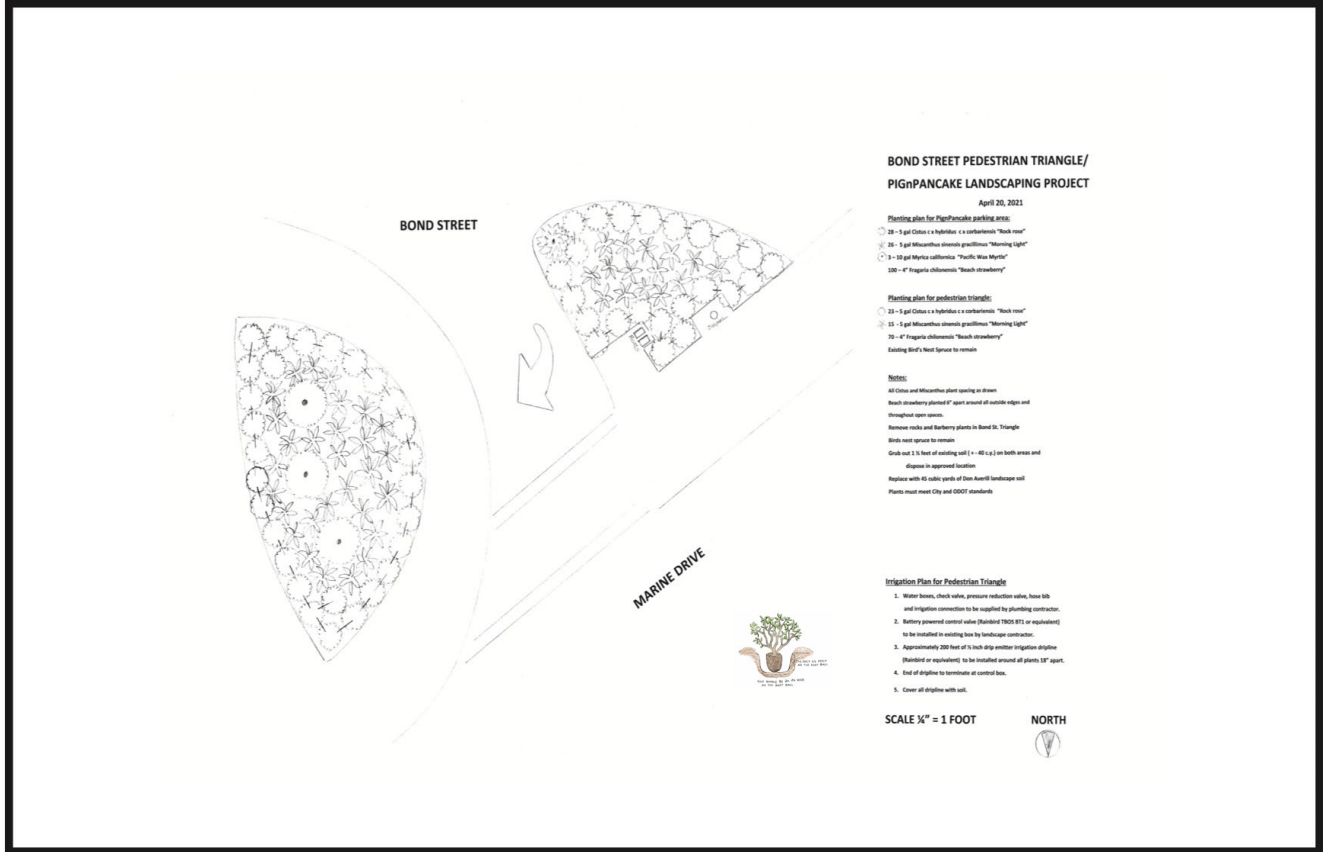 BOND STREET
MARINE DRIVE
BOND STREET PEDESTRIAN TRIANGLE/
PIGnPANCAKE LANDSCAPING PROJECT
April 20, 2021
Planting plan for PignPancake parking area:
28 – 5 gal Cistus c x hybridus c x corbariensis "Rock rose"
26 - 5 gal Miscanthus sinensis gracillimus "Morning Light"
3 – 10 gal Myrica californica "Pacific Wax Myrtle"
100 – 4" Fragaria chilonensis "Beach strawberry"
Planting plan for pedestrian triangle:
23 – 5 gal Cistus c x hybridus c x corbariensis "Rock rose"
15 - 5 gal Miscanthus sinensis gracillimus "Morning Light"
70 - 4" Fragaria chilonensis "Beach strawberry"
Existing Bird's Nest Spruce to remain
Notes:
All Cistus and Miscanthus plant spacing as drawn
Beach strawberry planted 6" apart around all outside edges and
throughout open spaces.
Remove rocks and Barberry plants in Bond St. Triangle
Birds nest spruce to remain
Grub out 1 ½ feet of existing soil ( + - 40 c.y.) on both areas and
dispose in approved location
Replace with 45 cubic yards of Don Averill landscape soil
Plants must meet City and ODOT standards
Irrigation Plan for Pedestrian Triangle
1. Water boxes, check valve, pressure reduction valve, hose bib
and irrigation connection to be supplied by plumbing contractor.
2. Battery powered control valve (Rainbird TBOS BT1 or equivalent)
to be installed in existing box by landscape contractor.
3. Approximately 200 feet of ½ inch drip emitter irrigation dripline
(Rainbird or equivalent) to be installed around all plants 18" apart.
4. End of dripline to terminate at control box.
5. Cover all dripline with soil.
SCALE ¼" = 1 FOOT
NORTH